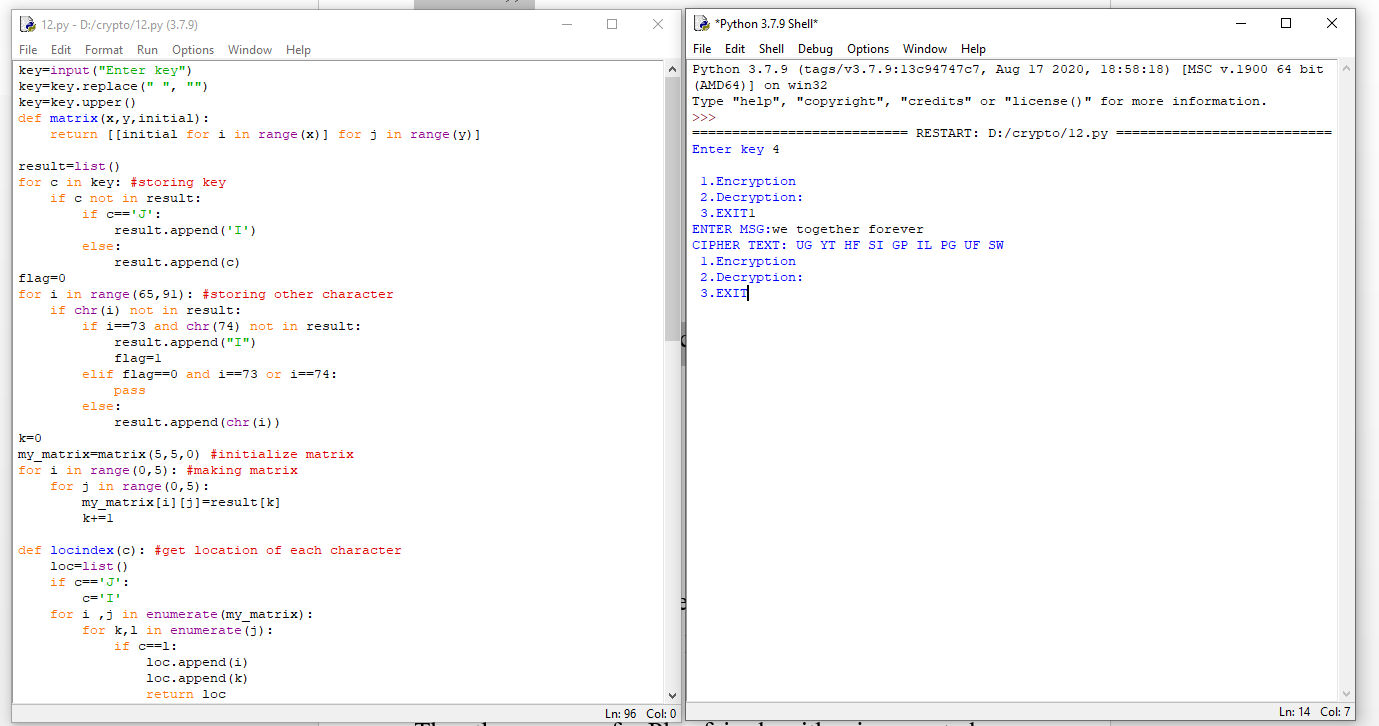 12.py - D:/crypto/12.py (3.7.9)
File Edit Format Run Options Window Help
key=input("Enter key")
key=key.replace(" ", "")
key=key.upper()
def matrix(x,y,initial):
    return [[initial for i in range(x)] for j in range(y)]

result=list()
for c in key: #storing key
    if c not in result:
        if c=='J':
            result.append('I')
        else:
            result.append(c)
flag=0
for i in range(65,91): #storing other character
    if chr(i) not in result:
        if i==73 and chr(74) not in result:
            result.append("I")
            flag=1
        elif flag==0 and i==73 or i==74:
            pass
        else:
            result.append(chr(i))
k=0
my_matrix=matrix(5,5,0) #initialize matrix
for i in range(0,5): #making matrix
    for j in range(0,5):
        my_matrix[i][j]=result[k]
        k+=1

def locindex(c): #get location of each character
    loc=list()
    if c=='J':
        c='I'
    for i ,j in enumerate(my_matrix):
        for k,l in enumerate(j):
            if c==l:
                loc.append(i)
                loc.append(k)
                return loc
Ln: 96 Col: 0
*Python 3.7.9 Shell*
File Edit Shell Debug Options Window Help
Python 3.7.9 (tags/v3.7.9:13c94747c7, Aug 17 2020, 18:58:18) [MSC v.1900 64 bit
(AMD64)] on win32
Type "help", "copyright", "credits" or "license()" for more information.
>>>
=========================== RESTART: D:/crypto/12.py ===========================
Enter key 4

 1.Encryption
 2.Decryption:
 3.EXIT1
ENTER MSG:we together forever
CIPHER TEXT: UG YT HF SI GP IL PG UF SW
 1.Encryption
 2.Decryption:
 3.EXIT
Ln: 14 Col: 7